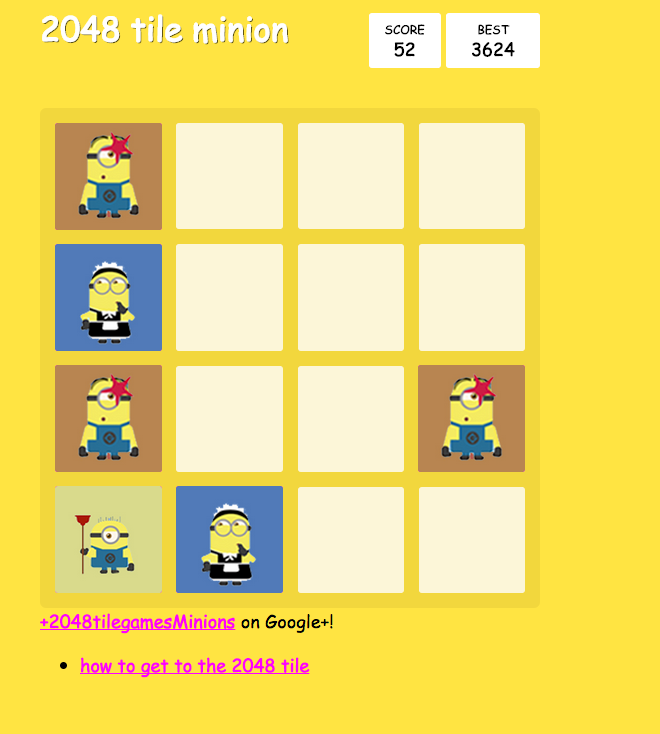 2048 tile minion
SCORE
52
BEST
3624
+2048tilegamesMinions on Google+!
how to get to the 2048 tile